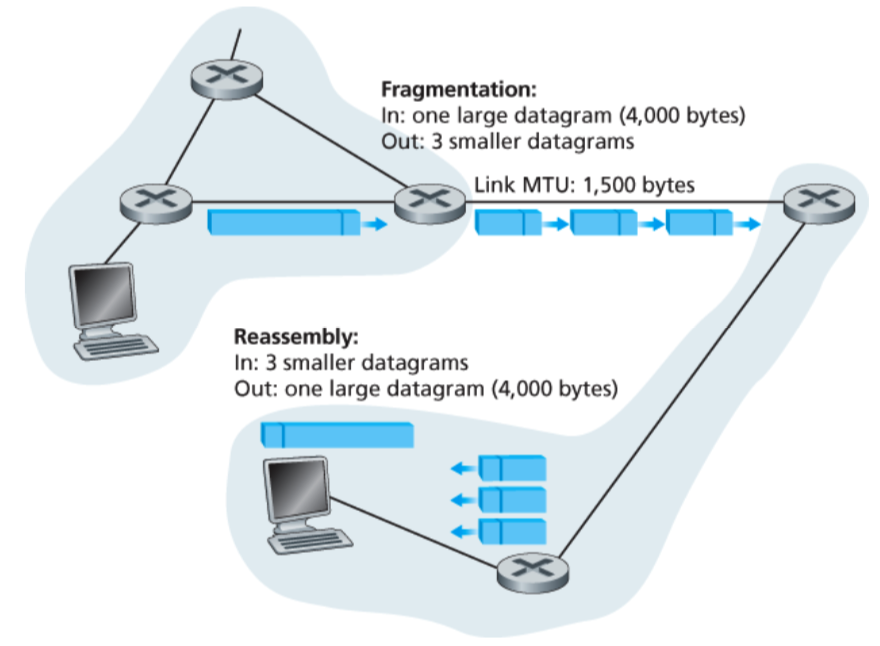 Fragmentation:
In: one large datagram (4,000 bytes)
Out: 3 smaller datagrams
Link MTU: 1,500 bytes
Reassembly:
In: 3 smaller datagrams
Out: one large datagram (4,000 bytes)